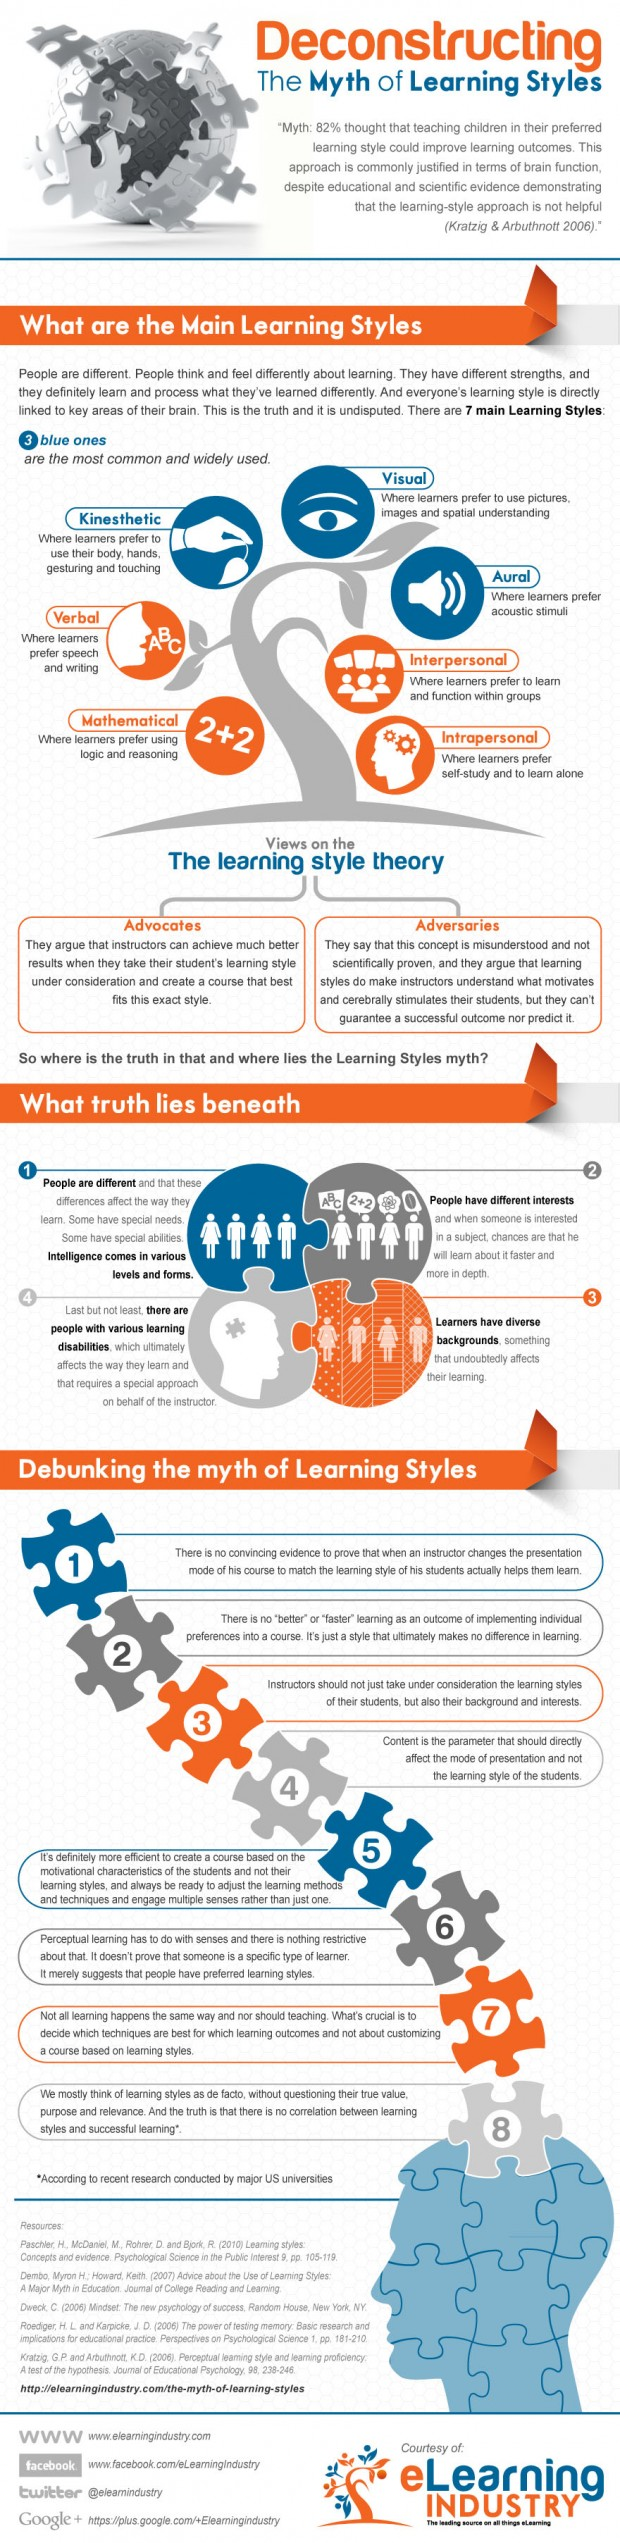 Deconstructing
The Myth of Learning Styles
"Myth: 82% thought that teaching children in their preferred
learning style could improve learning outcomes. This
approach is commonly justified in terms of brain function,
despite educational and scientific evidence demonstrating
that the learning-style approach is not helpful
(Kratzig & Arbuthnott 2006)."
What are the Main Learning Styles
People are different. People think and feel differently about learning. They have different strengths, and
they definitely learn and process what they've learned differently. And everyone's learning style is directly
linked to key areas of their brain. This is the truth and it is undisputed. There are 7 main Learning Styles:
3 blue ones
are the most common and widely used.
Visual
Where learners prefer to use pictures,
images and spatial understanding
Kinesthetic
Where learners prefer to
use their body, hands,
gesturing and touching
Aural
Where learners prefer
acoustic stimuli
Verbal
Where learners
prefer speech
and writing
ABC
Interpersonal
Where learners prefer to learn
and function within groups
Mathematical
Where learners prefer using
logic and reasoning
2+2
Intrapersonal
Where learners prefer
self-study and to learn alone
Views on the
The learning style theory
Advocates
They argue that instructors can achieve much better
results when they take their student's learning style
under consideration and create a course that best
fits this exact style.
Adversaries
They say that this concept is misunderstood and not
scientifically proven, and they argue that learning
styles do make instructors understand what motivates
and cerebrally stimulates their students, but they can't
guarantee a successful outcome nor predict it.
So where is the truth in that and where lies the Learning Styles myth?
What truth lies beneath
1
People are different and that these
differences affect the way they
learn. Some have special needs.
Some have special abilities.
Intelligence comes in various
levels and forms.
2
ABC
2+2
People have different interests
and when someone is interested
in a subject, chances are that he
will learn about it faster and
more in depth.
4
Last but not least, there are
people with various learning
disabilities, which ultimately
affects the way they learn and
that requires a special approach
on behalf of the instructor.
3
Learners have diverse
backgrounds, something
that undoubtedly affects
their learning.
Debunking the myth of Learning Styles
1
There is no convincing evidence to prove that when an instructor changes the presentation
mode of his course to match the learning style of his students actually helps them learn.
2
There is no "better" or "faster" learning as an outcome of implementing individual
preferences into a course. It's just a style that ultimately makes no difference in learning.
3
Instructors should not just take under consideration the learning styles
of their students, but also their background and interests.
4
Content is the parameter that should directly
affect the mode of presentation and not
the learning style of the students.
5
It's definitely more efficient to create a course based on the
motivational characteristics of the students and not their
learning styles, and always be ready to adjust the learning methods
and techniques and engage multiple senses rather than just one.
6
Perceptual learning has to do with senses and there is nothing restrictive
about that. It doesn't prove that someone is a specific type of learner.
It merely suggests that people have preferred learning styles.
7
Not all learning happens the same way and nor should teaching. What's crucial is to
decide which techniques are best for which learning outcomes and not about customizing
a course based on learning styles.
8
We mostly think of learning styles as de facto, without questioning their true value,
purpose and relevance. And the truth is that there is no correlation between learning
styles and successful learning*.
*According to recent research conducted by major US universities
Resources:
Paschler, H., McDaniel, M., Rohrer, D. and Bjork, R. (2010) Learning styles:
Concepts and evidence. Psychological Science in the Public Interest 9, pp. 105-119.
Dembo, Myron H.; Howard, Keith. (2007) Advice about the Use of Learning Styles:
A Major Myth in Education. Journal of College Reading and Learning.
Dweck, C. (2006) Mindset: The new psychology of success, Random House, New York, NY.
Roediger, H. L. and Karpicke, J. D. (2006) The power of testing memory: Basic research and
implications for educational practice. Perspectives on Psychological Science 1, pp. 181-210.
Kratzig, G.P. and Arbuthnott, K.D. (2006). Perceptual learning style and learning proficiency:
A test of the hypothesis. Journal of Educational Psychology, 98, 238-246.
http://elearningindustry.com/the-myth-of-learning-styles
WWW www.elearningindustry.com
facebook www.facebook.com/eLearningIndustry
twitter @elearnindustry
Google+ https://plus.google.com/+Elearningindustry
Courtesy of:
eLearning
INDUSTRY
The leading source on all things eLearning